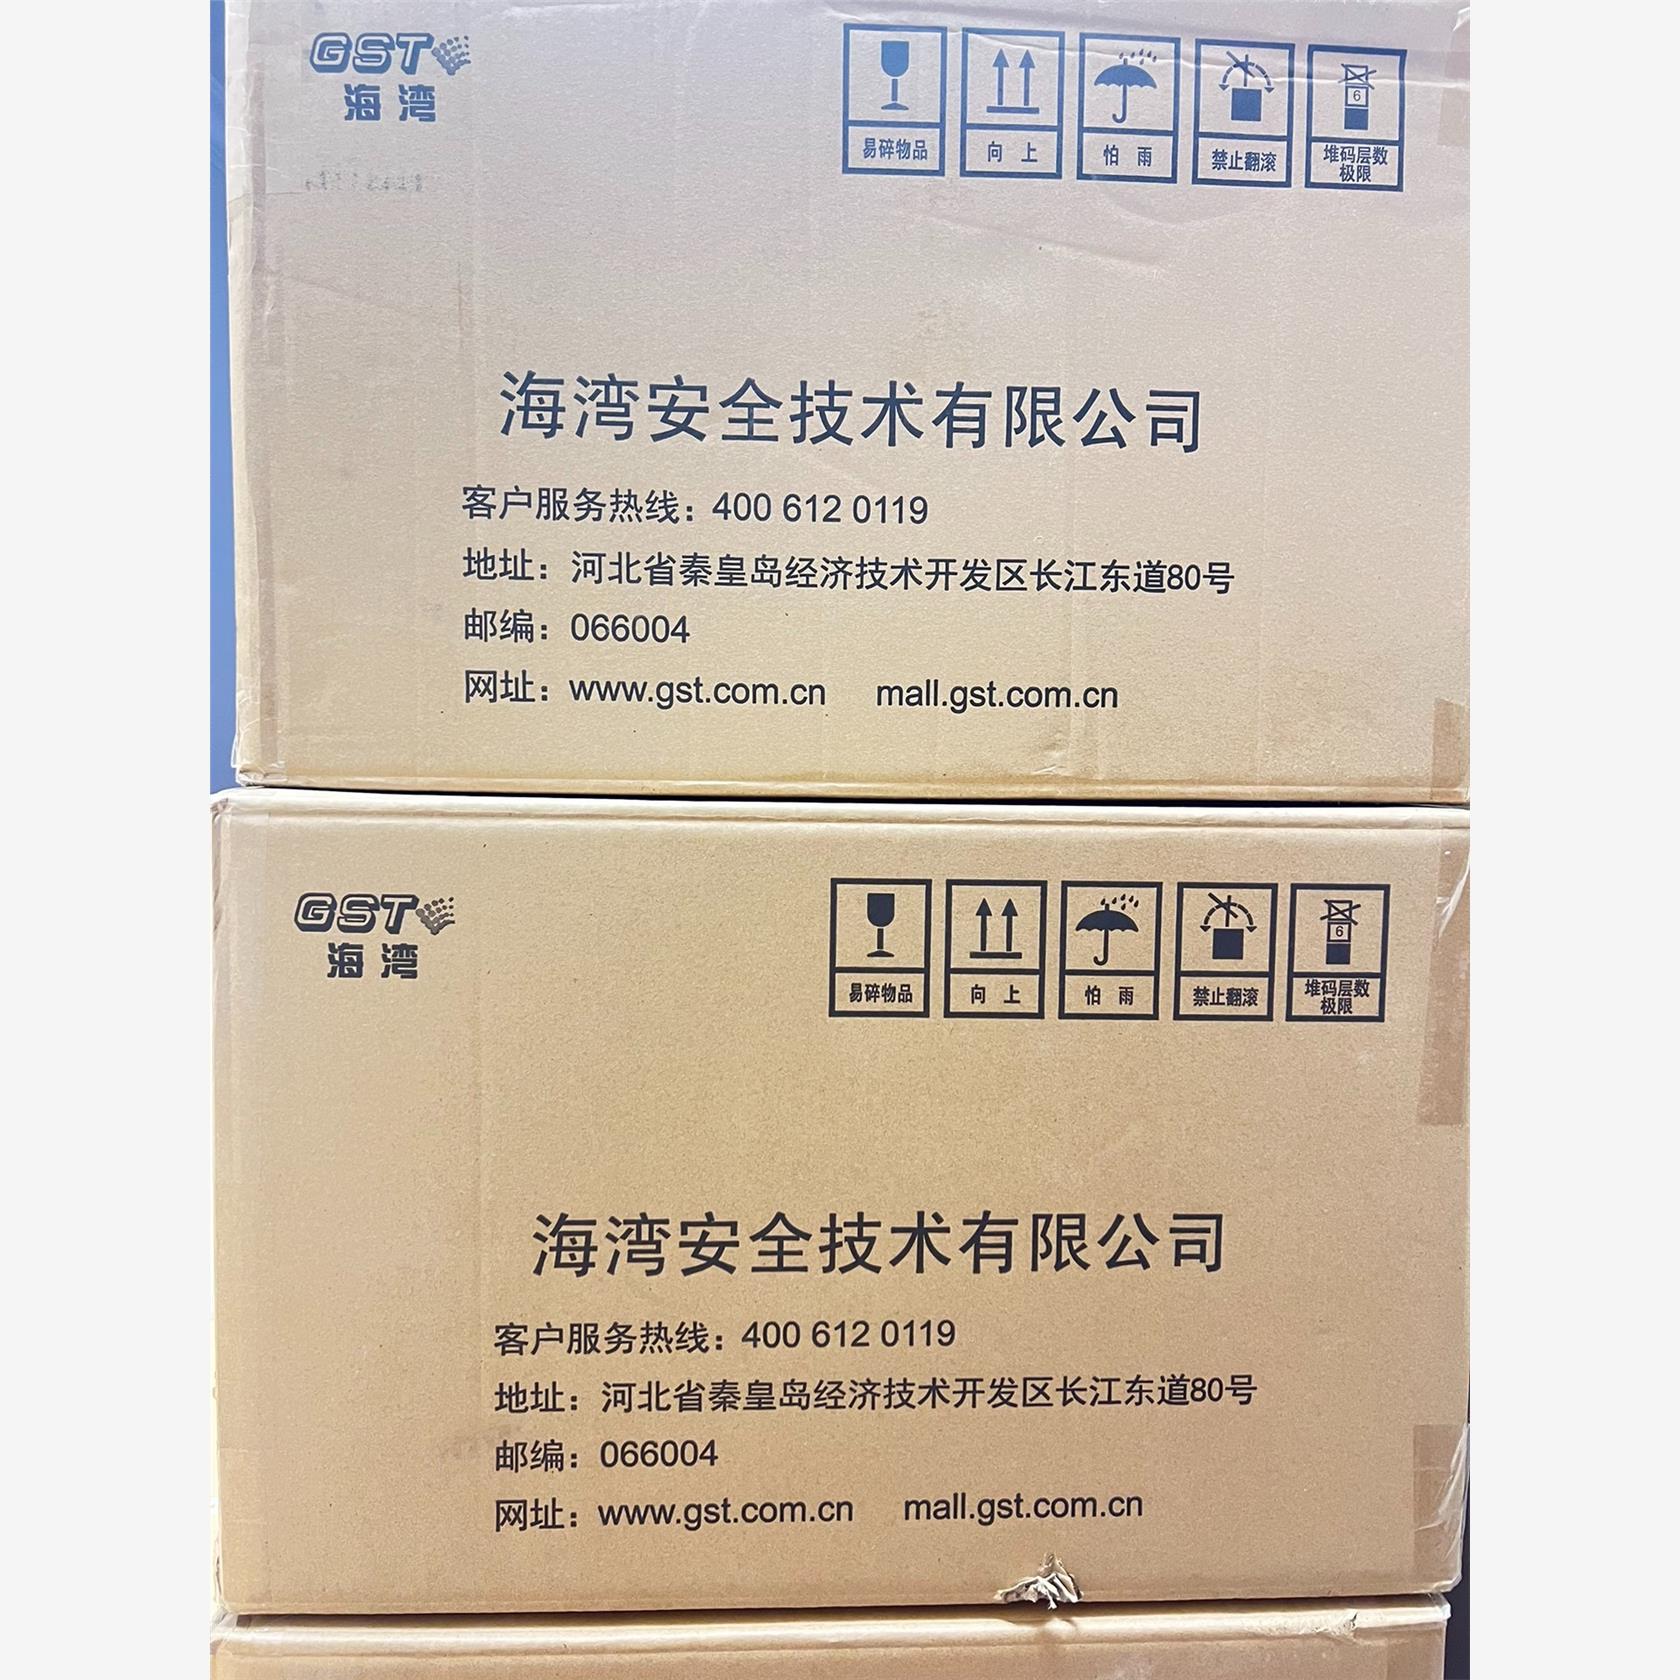 GST
海湾
易碎物品
向上
怕雨
禁止翻滚
6
堆码层数
极限
海湾安全技术有限公司
客户服务热线：400 612 0119
地址：河北省秦皇岛经济技术开发区长江东道80号
邮编：066004
网址：www.gst.com.cn mall.gst.com.cn
GST
海湾
易碎物品
向上
怕雨
禁止翻滚
6
堆码层数
极限
海湾安全技术有限公司
客户服务热线：400 612 0119
地址：河北省秦皇岛经济技术开发区长江东道80号
邮编：066004
网址：www.gst.com.cn mall.gst.com.cn